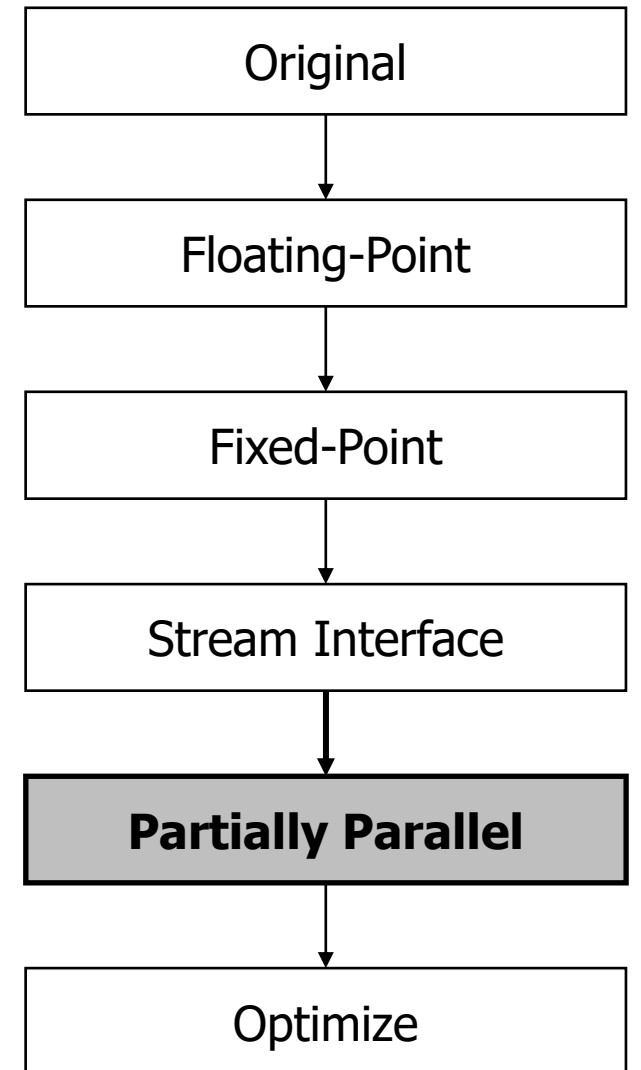 Original
Floating-Point
Fixed-Point
Stream Interface
Partially Parallel
Optimize